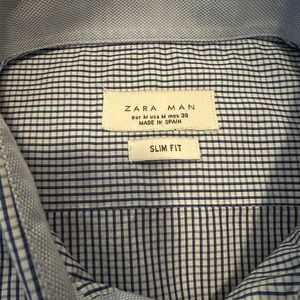 ZARA MAN
eur M usa M mex 38
MADE IN SPAIN
SLIM FIT